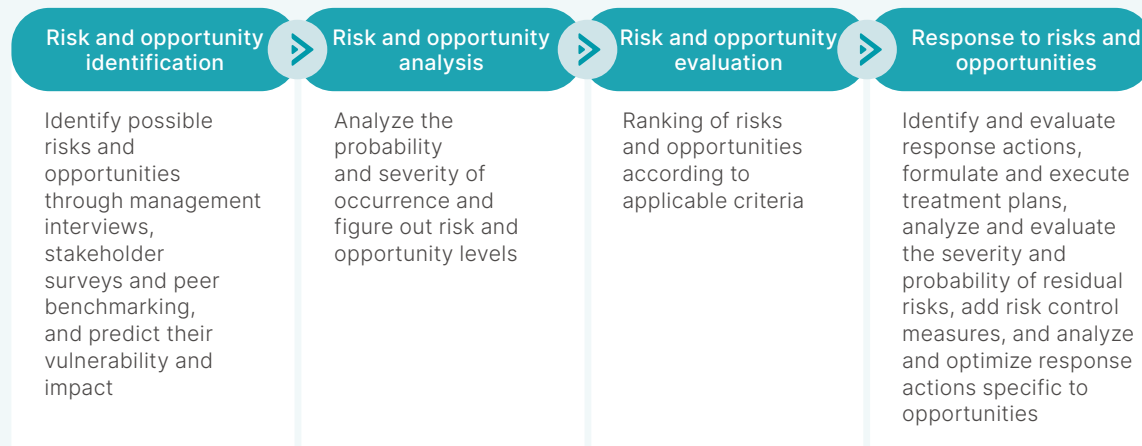 Risk and opportunity
identification
Identify possible
risks and
opportunities
through management
interviews,
stakeholder
surveys and peer
benchmarking,
and predict their
vulnerability and
impact
Risk and opportunity
analysis
Analyze the
probability
and severity of
occurrence and
figure out risk and
opportunity levels
Risk and opportunity
evaluation
Ranking of risks
and opportunities
according to
applicable criteria
Response to risks and
opportunities
Identify and evaluate
response actions,
formulate and execute
treatment plans,
analyze and evaluate
the severity and
probability of residual
risks, add risk control
measures, and analyze
and optimize response
actions specific to
opportunities